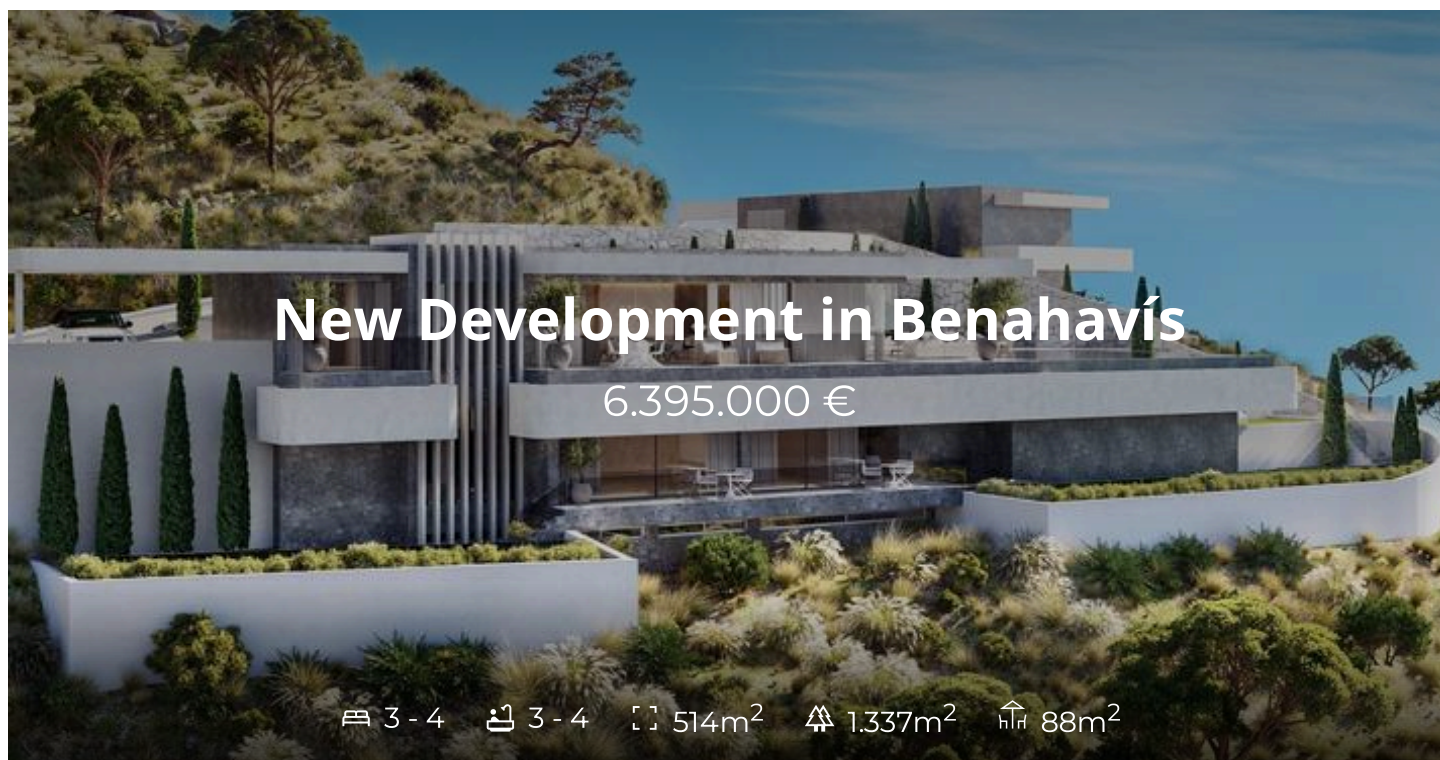 New Development in Benahavís
6.395.000 €
3 - 4 3 - 4 514m² 1.337m² 88m²